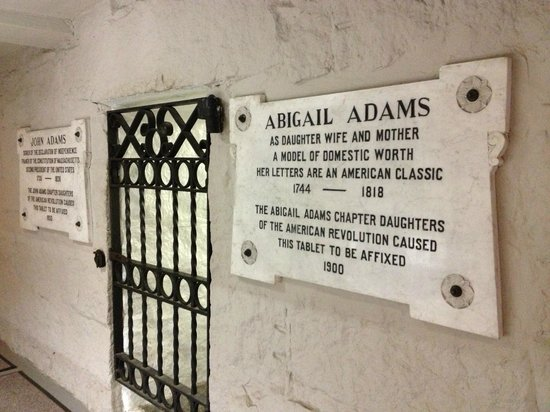 JOHN ADAMS
SIGNER OF THE DECLARATION OF INDEPENDENCE
FRAMER OF THE CONSTITUTION OF MASSACHUSETTS
SECOND PRESIDENT OF THE UNITED STATES
1735 — 1826
THE JOHN ADAMS CHAPTER DAUGHTERS
OF THE AMERICAN REVOLUTION CAUSED
THIS TABLET TO BE AFFIXED
1900
ABIGAIL ADAMS
AS DAUGHTER WIFE AND MOTHER
A MODEL OF DOMESTIC WORTH
HER LETTERS ARE AN AMERICAN CLASSIC
1744 — 1818
THE ABIGAIL ADAMS CHAPTER DAUGHTERS
OF THE AMERICAN REVOLUTION CAUSED
THIS TABLET TO BE AFFIXED
1900